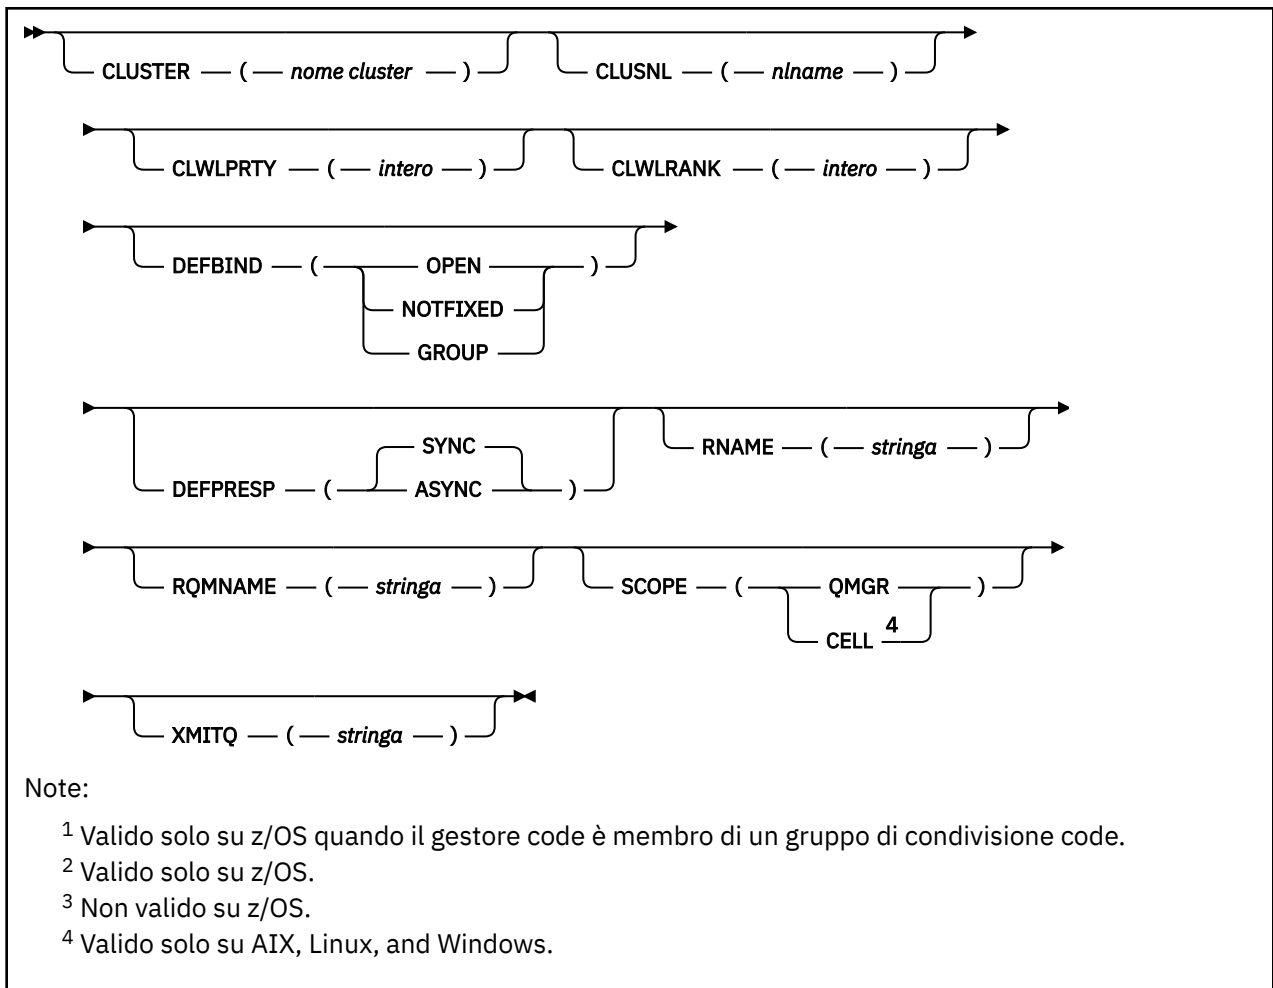 CLUSTER ( nome cluster ) CLUSNL ( nlname )
CLWLPRTY ( intero ) CLWLRANK ( intero )
DEFBIND ( OPEN )
NOTFIXED
GROUP
SYNC
DEFPRESP ( ASYNC )
RNAME ( stringa )
RQMNAME ( stringa ) SCOPE ( QMGR )
CELL 4
XMITQ ( stringa )
Note:
1 Valido solo su z/OS quando il gestore code è membro di un gruppo di condivisione code.
2 Valido solo su z/OS.
3 Non valido su z/OS.
4 Valido solo su AIX, Linux, and Windows.